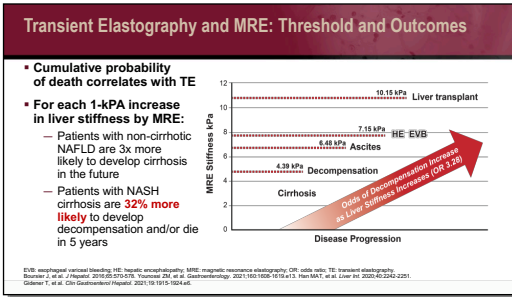 Transient Elastography and MRE: Threshold and Outcomes
▪ Cumulative probability
of death correlates with TE
▪ For each 1-kPA increase
in liver stiffness by MRE:
— Patients with non-cirrhotic
NAFLD are 3x more
likely to develop cirrhosis
in the future
— Patients with NASH
cirrhosis are 32% more
likely to develop
decompensation and/or die
in 5 years
MRE Stiffness kPa
12
10
8
6
4
2
0
10.15 kPa
Liver transplant
7.15 kPa
HE EVB
6.48 kPa
Ascites
4.39 kPa
Decompensation
Cirrhosis
Odds of Decompensation Increase
as Liver Stiffness Increases (OR 3.28)
Disease Progression
EVB: esophageal variceal bleeding; HE: hepatic encephalopathy; MRE: magnetic resonance elastography; OR: odds ratio; TE: transient elastography.
Boursier J, et al. J Hepatol. 2016;65:570-578. Younossi ZM, et al. Gastroenterology. 2021;160:1608-1619.e13. Han MAT, et al. Liver Int. 2020;40:2242-2251.
Gidener T, et al. Clin Gastroenterol Hepatol. 2021;19:1915-1924.e6.